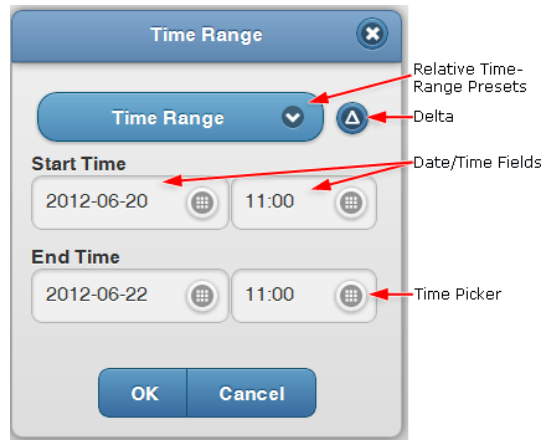 Time Range
Relative Time-
Range Presets
Time Range
Delta
Start Time
Date/Time Fields
2012-06-20
11:00
End Time
2012-06-22
11:00
Time Picker
OK
Cancel